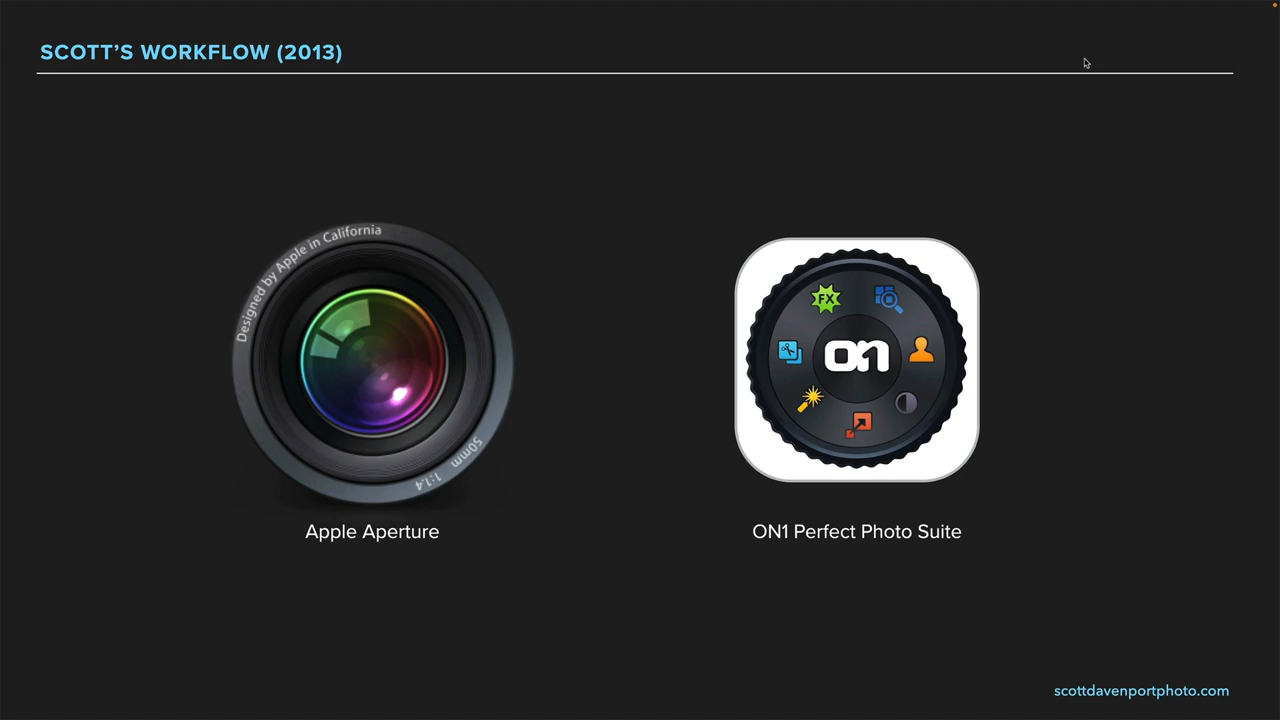 SCOTT'S WORKFLOW (2013)
Designed by Apple in California
50mm 1:1.4
FX
ON1
Apple Aperture
ON1 Perfect Photo Suite
scottdavenportphoto.com